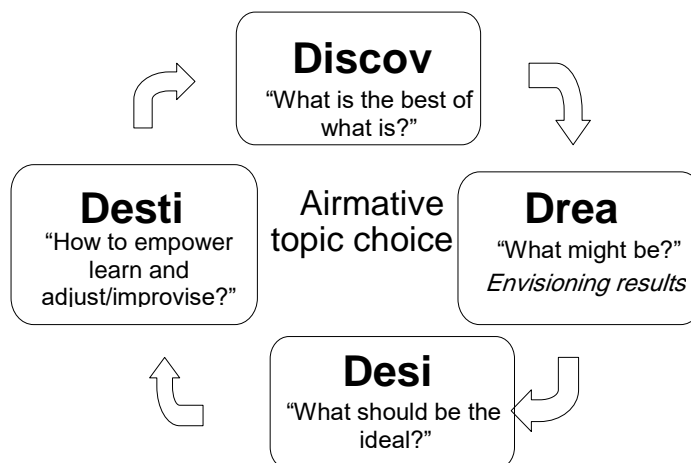 Discov
“What is the best of
what is?”
Desti
“How to empower
learn and
adjust/improvise?”
Airmative
topic choice
Drea
“What might be?”
Envisioning results
Desi
“What should be the
ideal?”